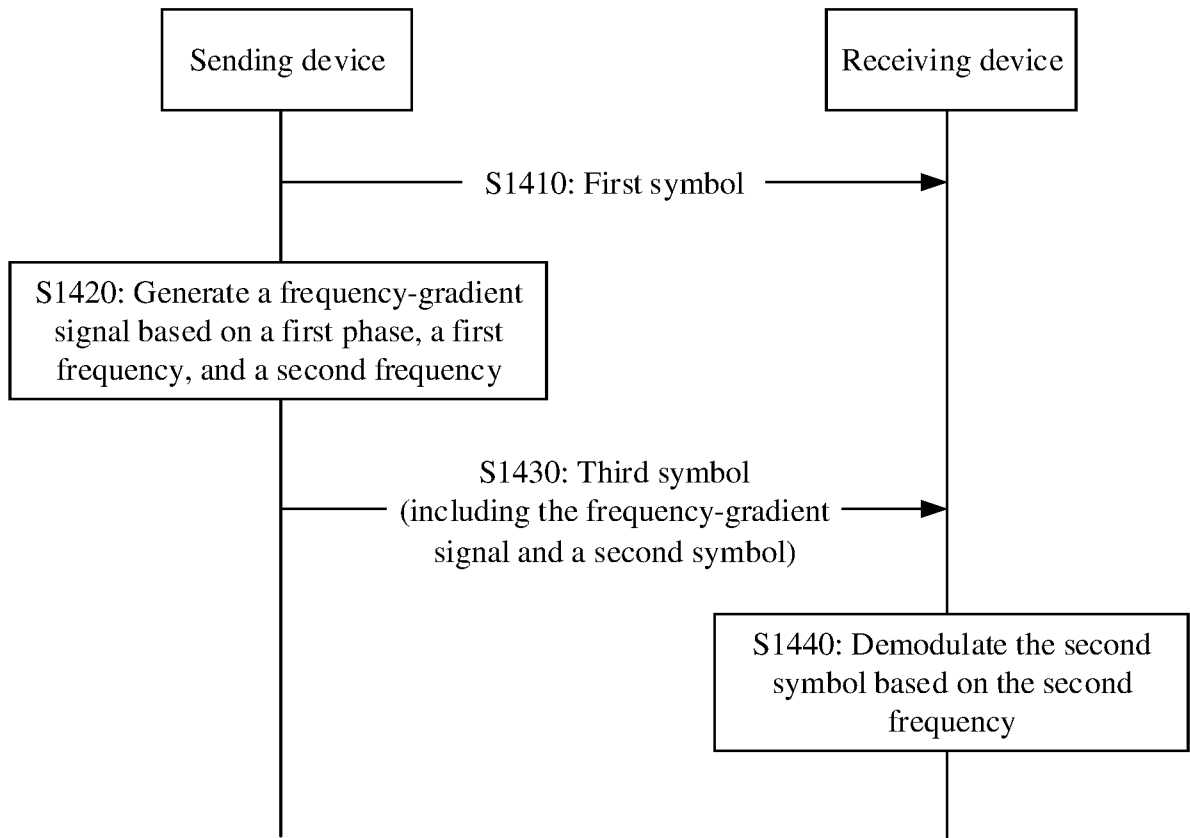 Sending device
Receiving device
S1410: First symbol
S1420: Generate a frequency-gradient
signal based on a first phase, a first
frequency, and a second frequency
S1430: Third symbol
(including the frequency-gradient
signal and a second symbol)
S1440: Demodulate the second
symbol based on the second
frequency